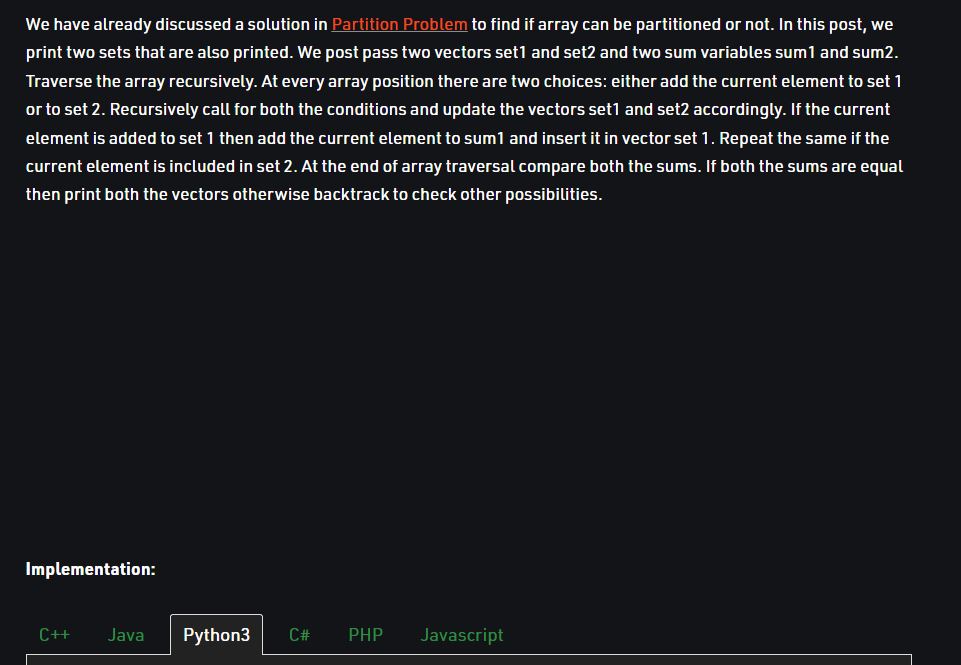 We have already discussed a solution in Partition Problem to find if array can be partitioned or not. In this post, we
print two sets that are also printed. We post pass two vectors set1 and set2 and two sum variables sum1 and sum2.
Traverse the array recursively. At every array position there are two choices: either add the current element to set 1
or to set 2. Recursively call for both the conditions and update the vectors set1 and set2 accordingly. If the current
element is added to set 1 then add the current element to sum1 and insert it in vector set 1. Repeat the same if the
current element is included in set 2. At the end of array traversal compare both the sums. If both the sums are equal
then print both the vectors otherwise backtrack to check other possibilities.
Implementation:
C++ Java Python3 C# PHP Javascript